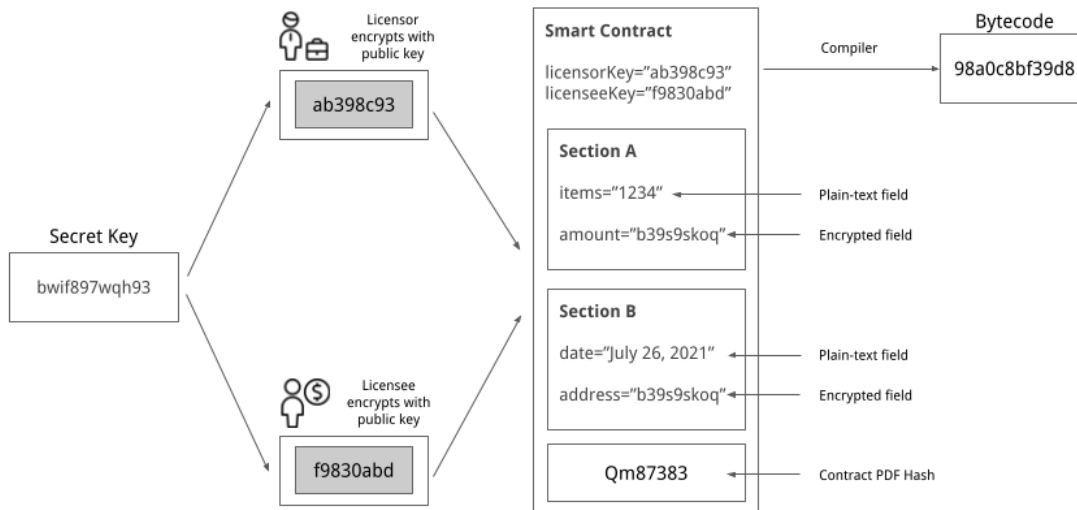 Secret Key
bwif897wqh93
Licensor
encrypts with
public key
ab398c93
Licensee
encrypts with
public key
f9830abd
Smart Contract
licensorKey=”ab398c93”
licenseeKey=”f9830abd”
Section A
items=”1234”
amount=”b39s9skoq”
Section B
date=”July 26, 2021”
address=”b39s9skoq”
Qm87383
Compiler
Bytecode
98a0c8bf39d8
Plain-text field
Encrypted field
Plain-text field
Encrypted field
Contract PDF Hash